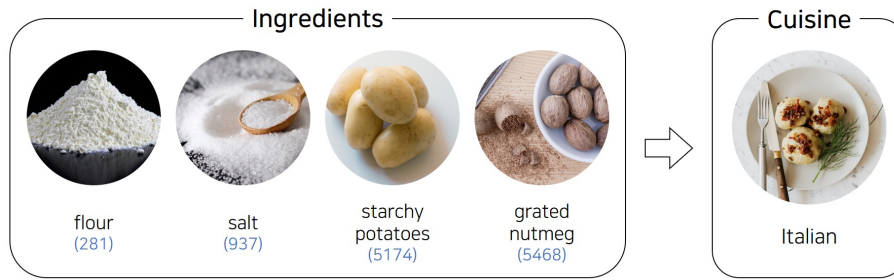 Ingredients
Cuisine
flour
(281)
salt
(937)
starchy
potatoes
(5174)
grated
nutmeg
(5468)
Italian